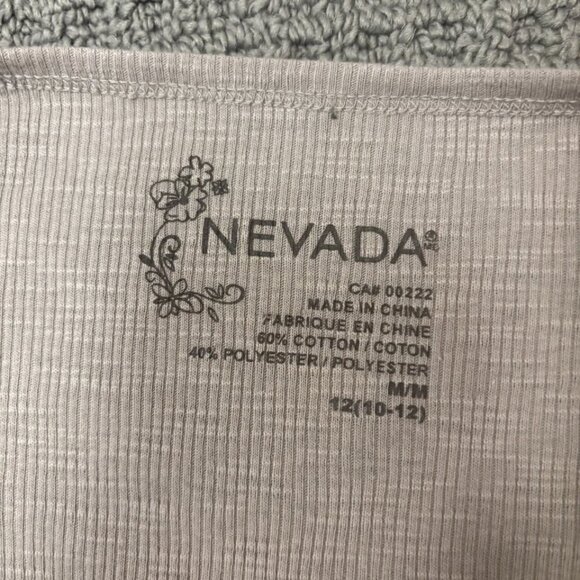 NEVADA
CA# 00222
MADE IN CHINA
FABRIQUE EN CHINE
60% COTTON / COTON
40% POLYESTER / POLYESTER
M/M
12(10-12)